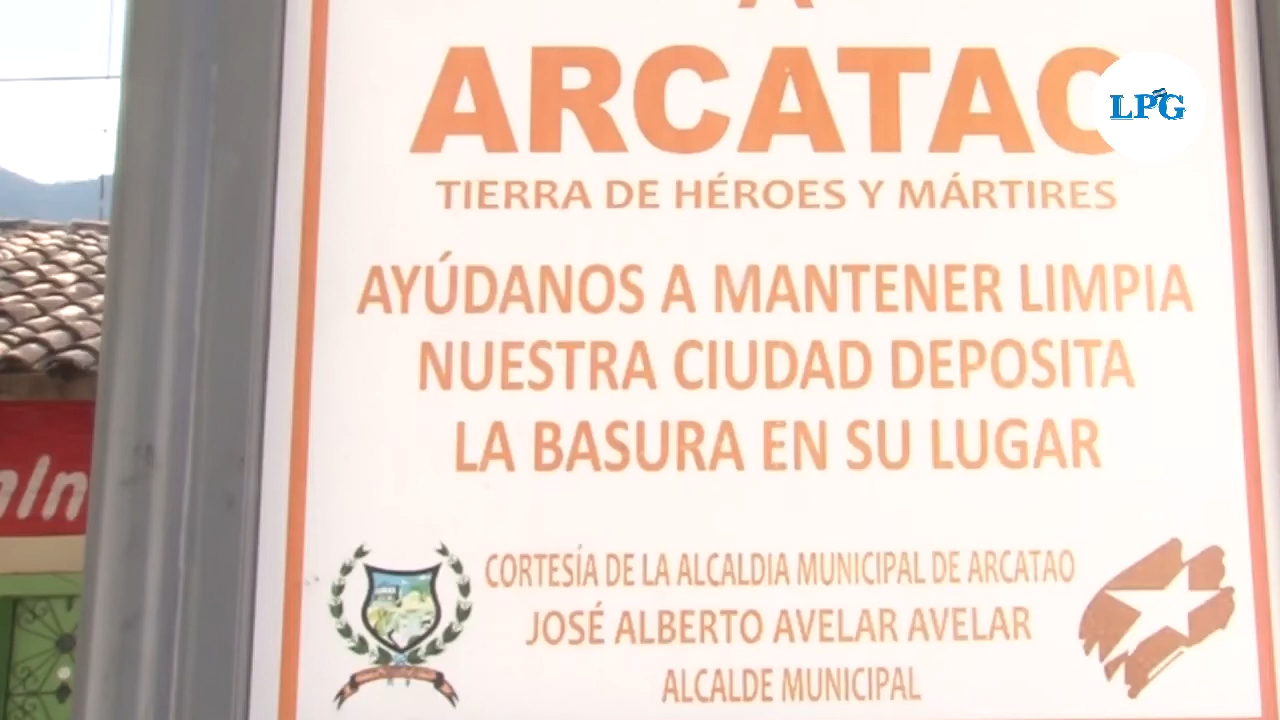 A
ARCATAO
LPG
TIERRA DE HÉROES Y MÁRTIRES
AYÚDANOS A MANTENER LIMPIA
NUESTRA CIUDAD DEPOSITA
LA BASURA EN SU LUGAR
CORTESÍA DE LA ALCALDIA MUNICIPAL DE ARCATAO
JOSÉ ALBERTO AVELAR AVELAR
ALCALDE MUNICIPAL